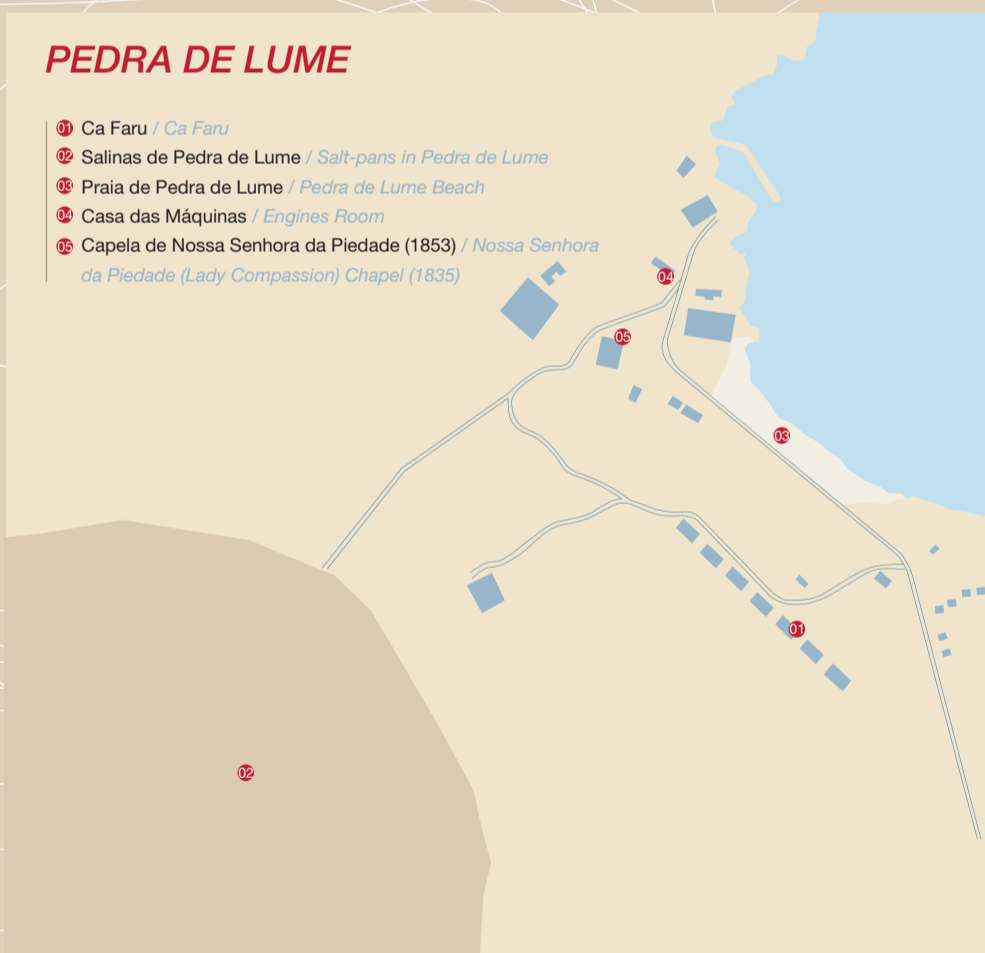 PEDRA DE LUME
01 Ca Faru / Ca Faru
02 Salinas de Pedra de Lume / Salt-pans in Pedra de Lume
03 Praia de Pedra de Lume / Pedra de Lume Beach
04 Casa das Máquinas / Engines Room
05 Capela de Nossa Senhora da Piedade (1853) / Nossa Senhora
da Piedade (Lady Compassion) Chapel (1835)
04
05
03
01
02